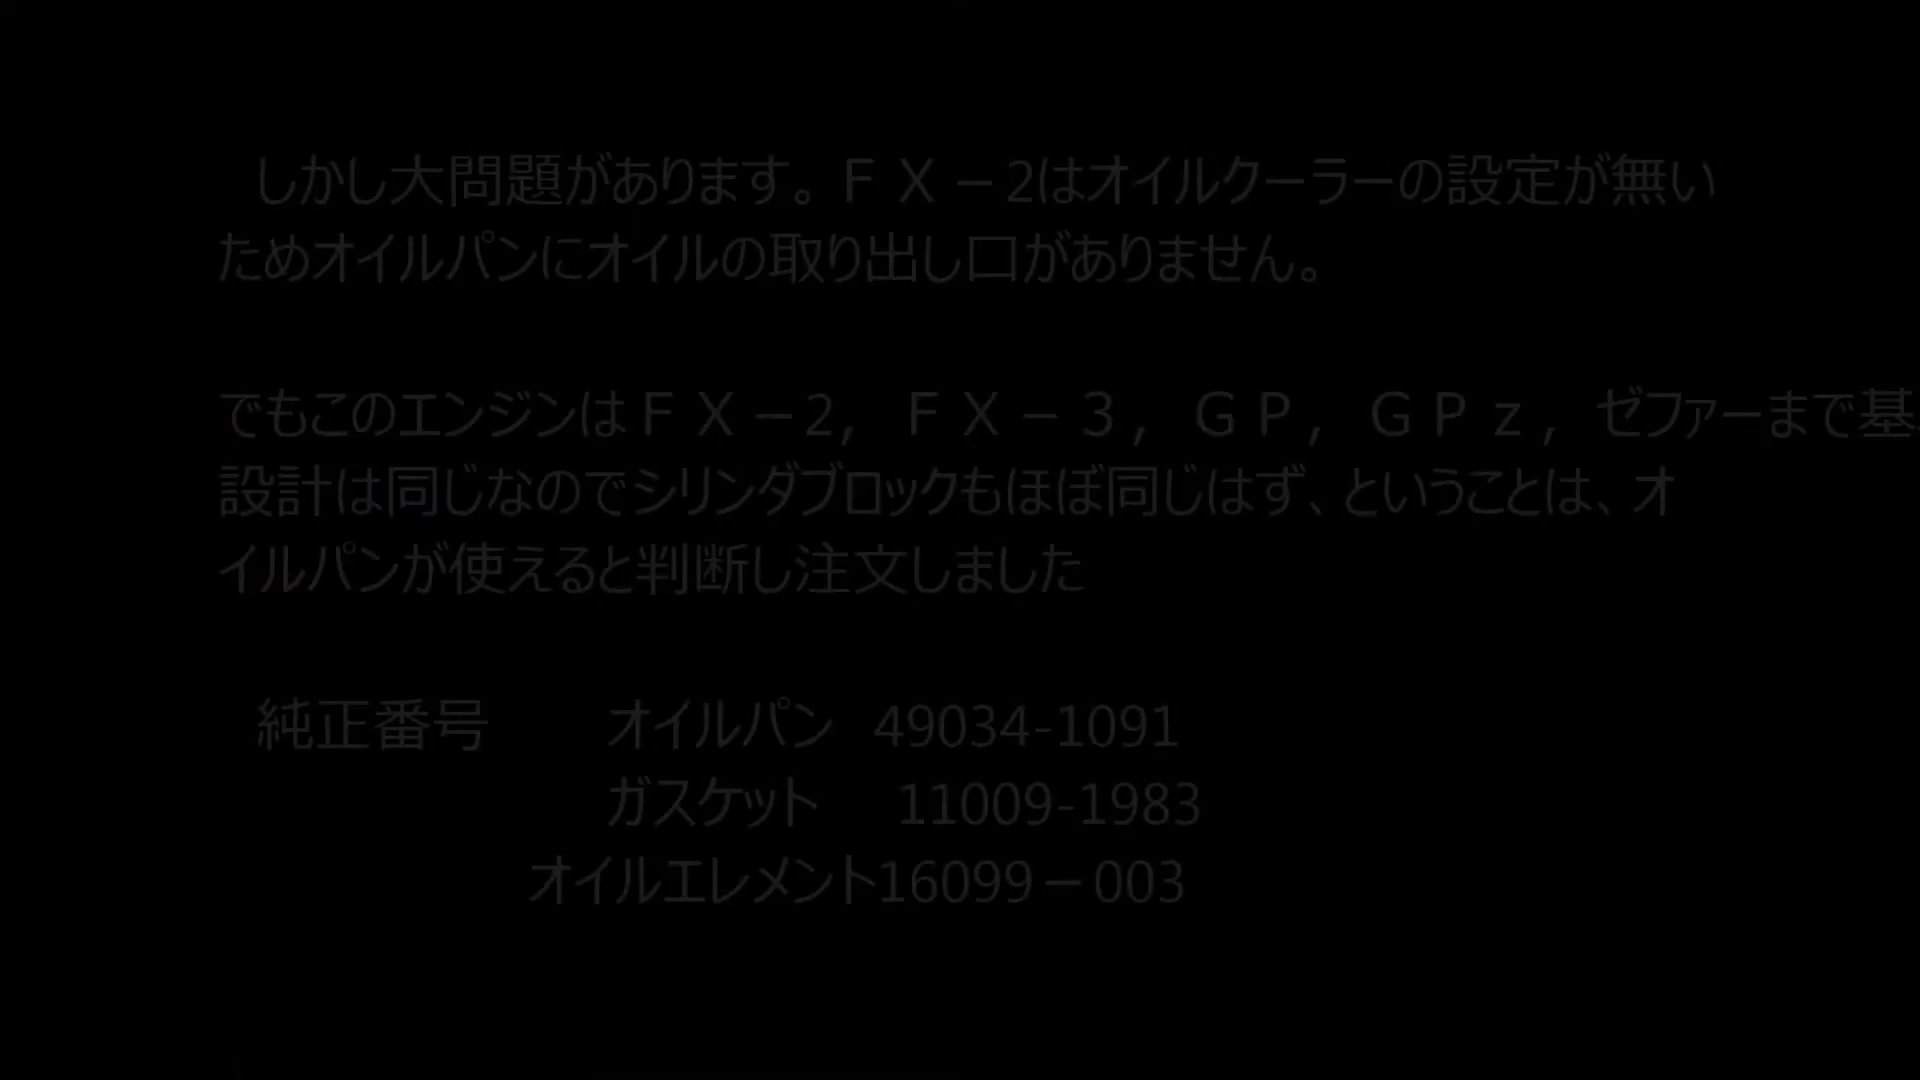 しかし大問題があります。ＦＸ－2はオイルクーラーの設定が無い
ためオイルパンにオイルの取り出し口がありません。
でもこのエンジンはＦＸ－2，ＦＸ－３，ＧＰ，ＧＰｚ，ゼファーまで基
設計は同じなのでシリンダブロックもほぼ同じはず、ということは、オ
イルパンが使えると判断し注文しました
純正番号　オイルパン 49034-1091
ガスケット 11009-1983
オイルエレメント16099－003